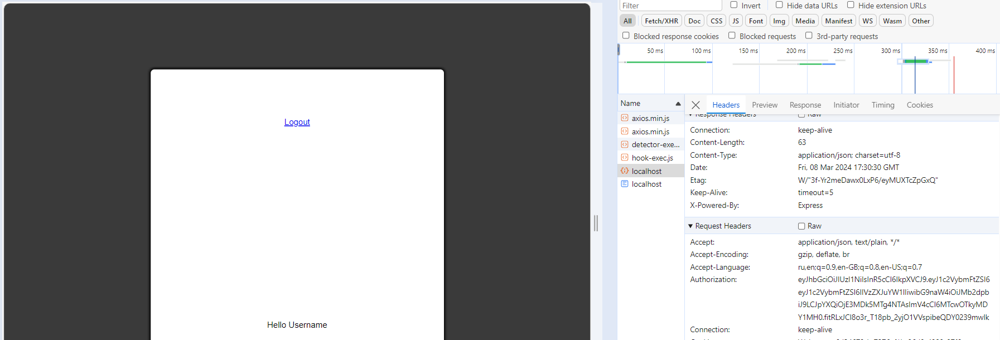 Logout
Hello Username
Filter
Invert
Hide data URLs
Hide extension URLs
All
Fetch/XHR
Doc
CSS
JS
Font
Img
Media
Manifest
WS
Wasm
Other
Blocked response cookies
Blocked requests
3rd-party requests
50 ms
100 ms
150 ms
200 ms
250 ms
300 ms
350 ms
400 ms
Name
axios.min.js
axios.min.js
detector-exe...
hook-exec.js
localhost
localhost
Headers
Preview
Response
Initiator
Timing
Cookies
Response Headers
Raw
Connection: keep-alive
Content-Length: 63
Content-Type: application/json; charset=utf-8
Date: Fri, 08 Mar 2024 17:30:30 GMT
Etag: W/"3f-Yr2meDawx0LxP6/eyMUXTcZpGxQ"
Keep-Alive: timeout=5
X-Powered-By: Express
Request Headers
Raw
Accept: application/json, text/plain, */*
Accept-Encoding: gzip, deflate, br
Accept-Language: ru,en;q=0.9,en-GB;q=0.8,en-US;q=0.7
Authorization: eyJhbGciOiJIUzI1NiIsInR5cCI6IkpXVCJ9.eyJ1c2VybmFtZSI6
eyJ1c2VybmFtZSI6IlVzZXJuYW1lIiwibG9naW4iOiJMb2dpb
iJ9LCJpYXQiOjE3MDk5MTg4NTAsImV4cCI6MTcwOTkyMD
Y1MH0.fitRLxJCI8o3r_T18pb_2yjO1VVspibeQDY0239mwIk
Connection: keep-alive